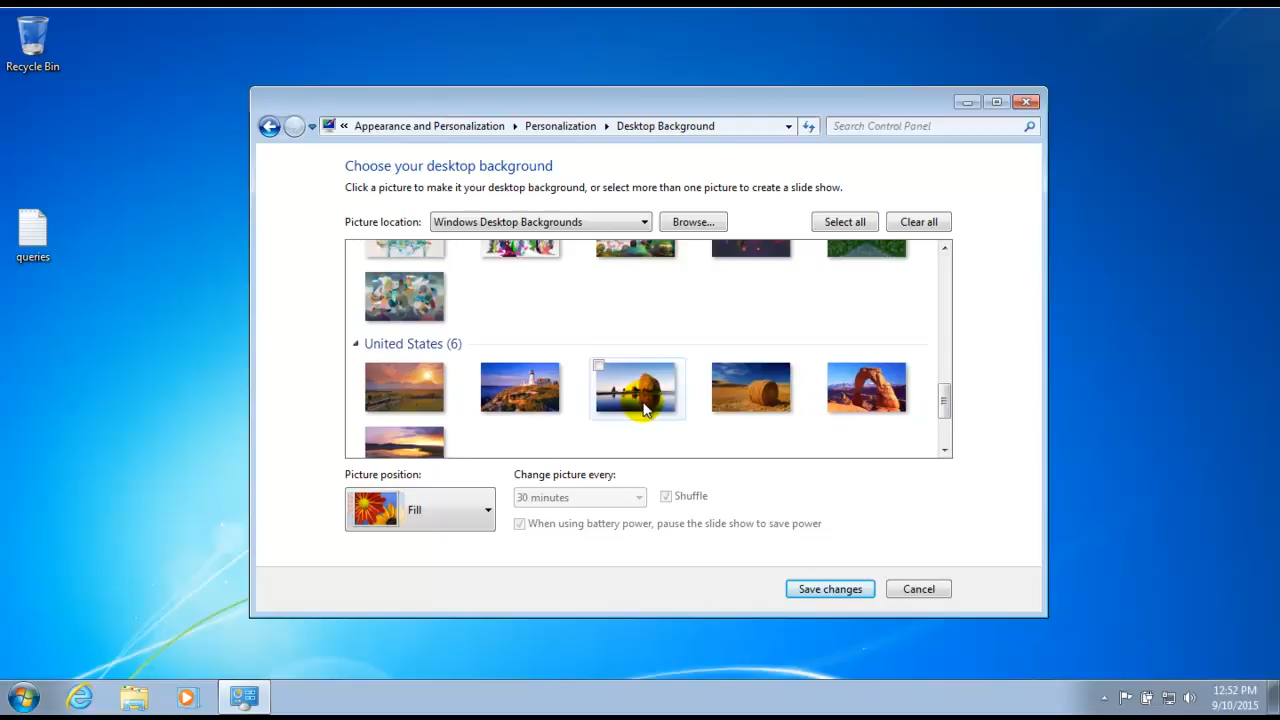 Recycle Bin
queries
« Appearance and Personalization Personalization Desktop Background
Search Control Panel
Choose your desktop background
Click a picture to make it your desktop background, or select more than one picture to create a slide show.
Picture location: Windows Desktop Backgrounds Browse... Select all Clear all
United States (6)
Picture position: Change picture every:
Fill 30 minutes Shuffle
When using battery power, pause the slide show to save power
Save changes Cancel
12:52 PM
9/10/2015